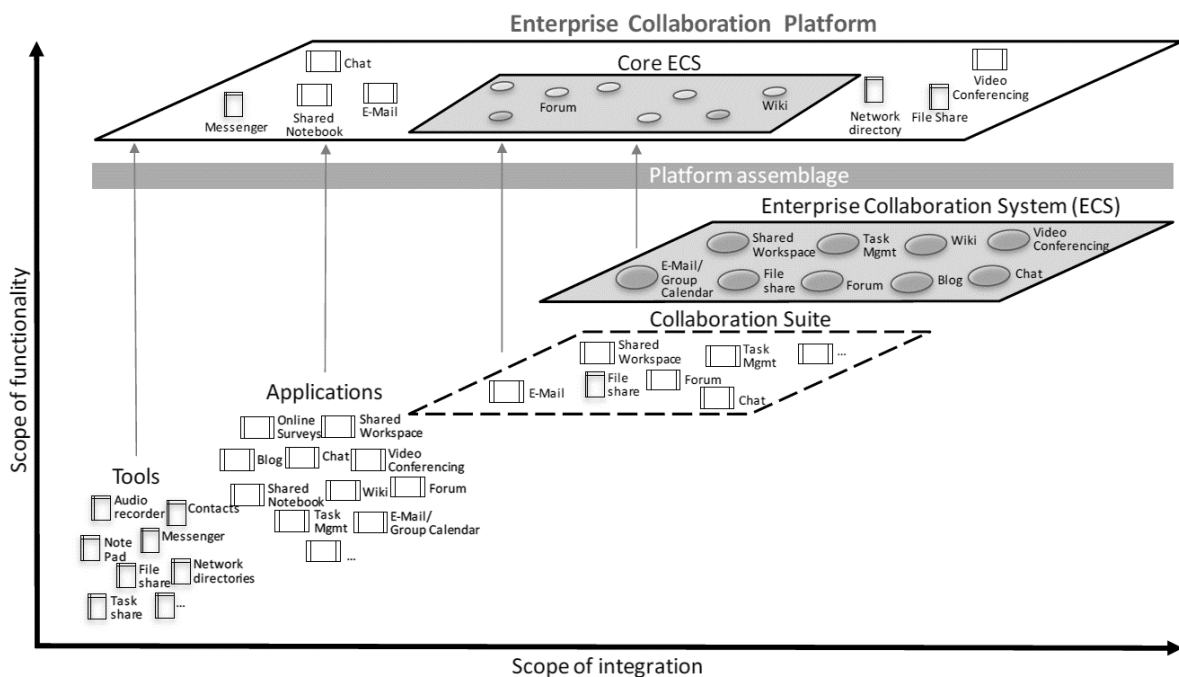 Enterprise Collaboration Platform
Core ECS
Chat
Messenger
Shared
Notebook
E-Mail
Forum
Wiki
Network
directory
File Share
Video
Conferencing
Platform assemblage
Enterprise Collaboration System (ECS)
Shared
Workspace
Task
Mgmt
Wiki
Video
Conferencing
E-Mail/
Group
Calendar
File
share
Forum
Blog
Chat
Collaboration Suite
Shared
Workspace
Task
Mgmt
...
E-Mail
File
share
Forum
Chat
Applications
Online
Surveys
Shared
Workspace
Blog
Chat
Video
Conferencing
Shared
Notebook
Wiki
Forum
Task
Mgmt
E-Mail/
Group Calendar
...
Tools
Audio
recorder
Contacts
Note
Pad
Messenger
File
share
Network
directories
Task
share
...
Scope of functionality
Scope of integration